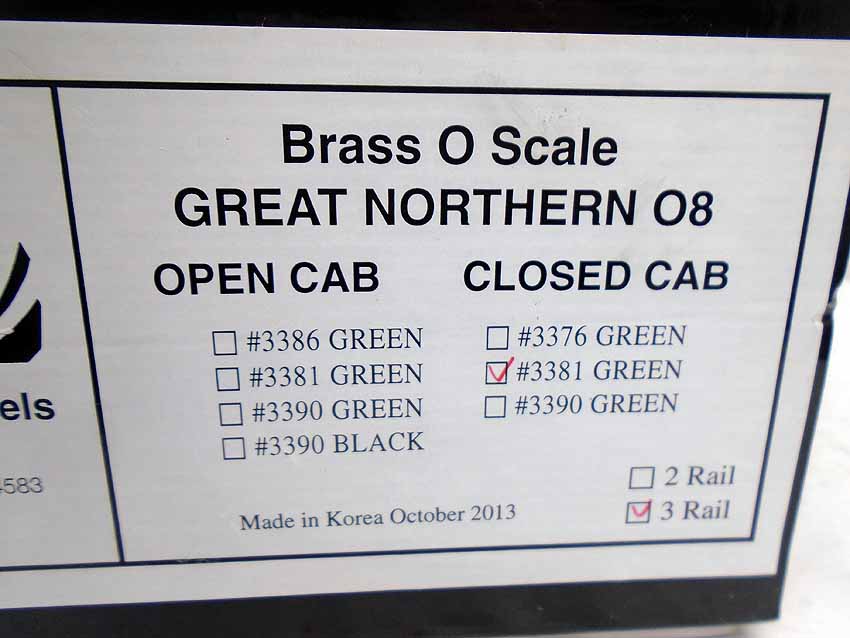 Brass O Scale
GREAT NORTHERN O8
OPEN CAB CLOSED CAB
#3386 GREEN #3376 GREEN
#3381 GREEN #3381 GREEN
#3390 GREEN #3390 GREEN
#3390 BLACK
2 Rail
3 Rail
Made in Korea October 2013
els
4583